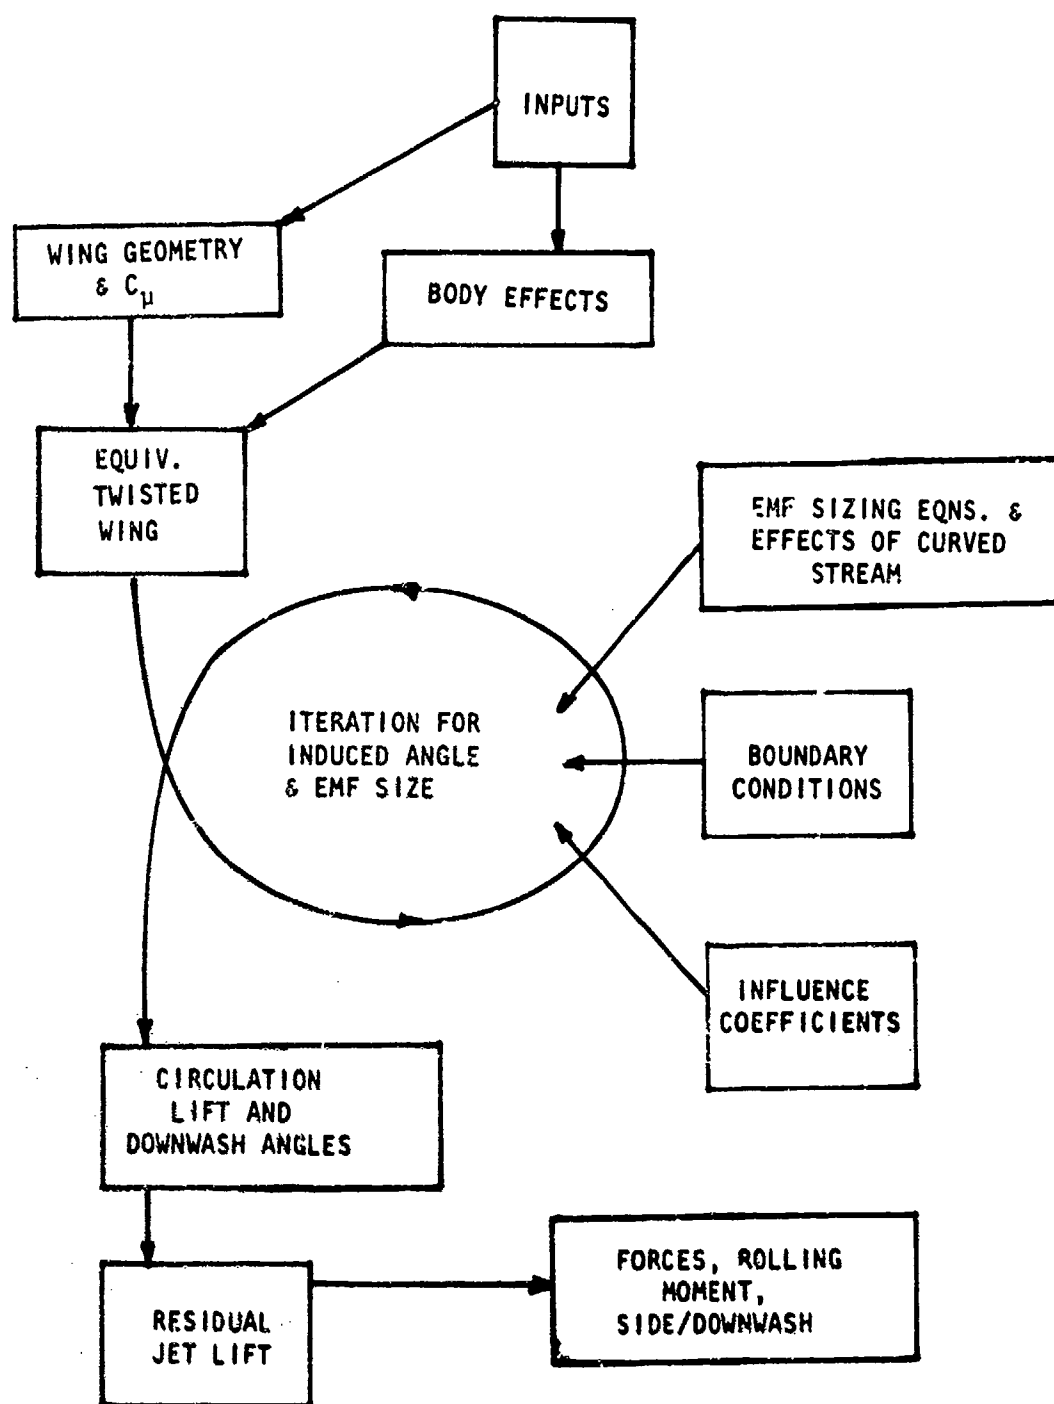 INPUTS
WING GEOMETRY
& Cμ
BODY EFFECTS
EQUIV.
TWISTED
WING
EMF SIZING EQNS. &
EFFECTS OF CURVED
STREAM
ITERATION FOR
INDUCED ANGLE
& EMF SIZE
BOUNDARY
CONDITIONS
INFLUENCE
COEFFICIENTS
CIRCULATION
LIFT AND
DOWNWASH ANGLES
RESIDUAL
JET LIFT
FORCES, ROLLING
MOMENT,
SIDE/DOWNWASH